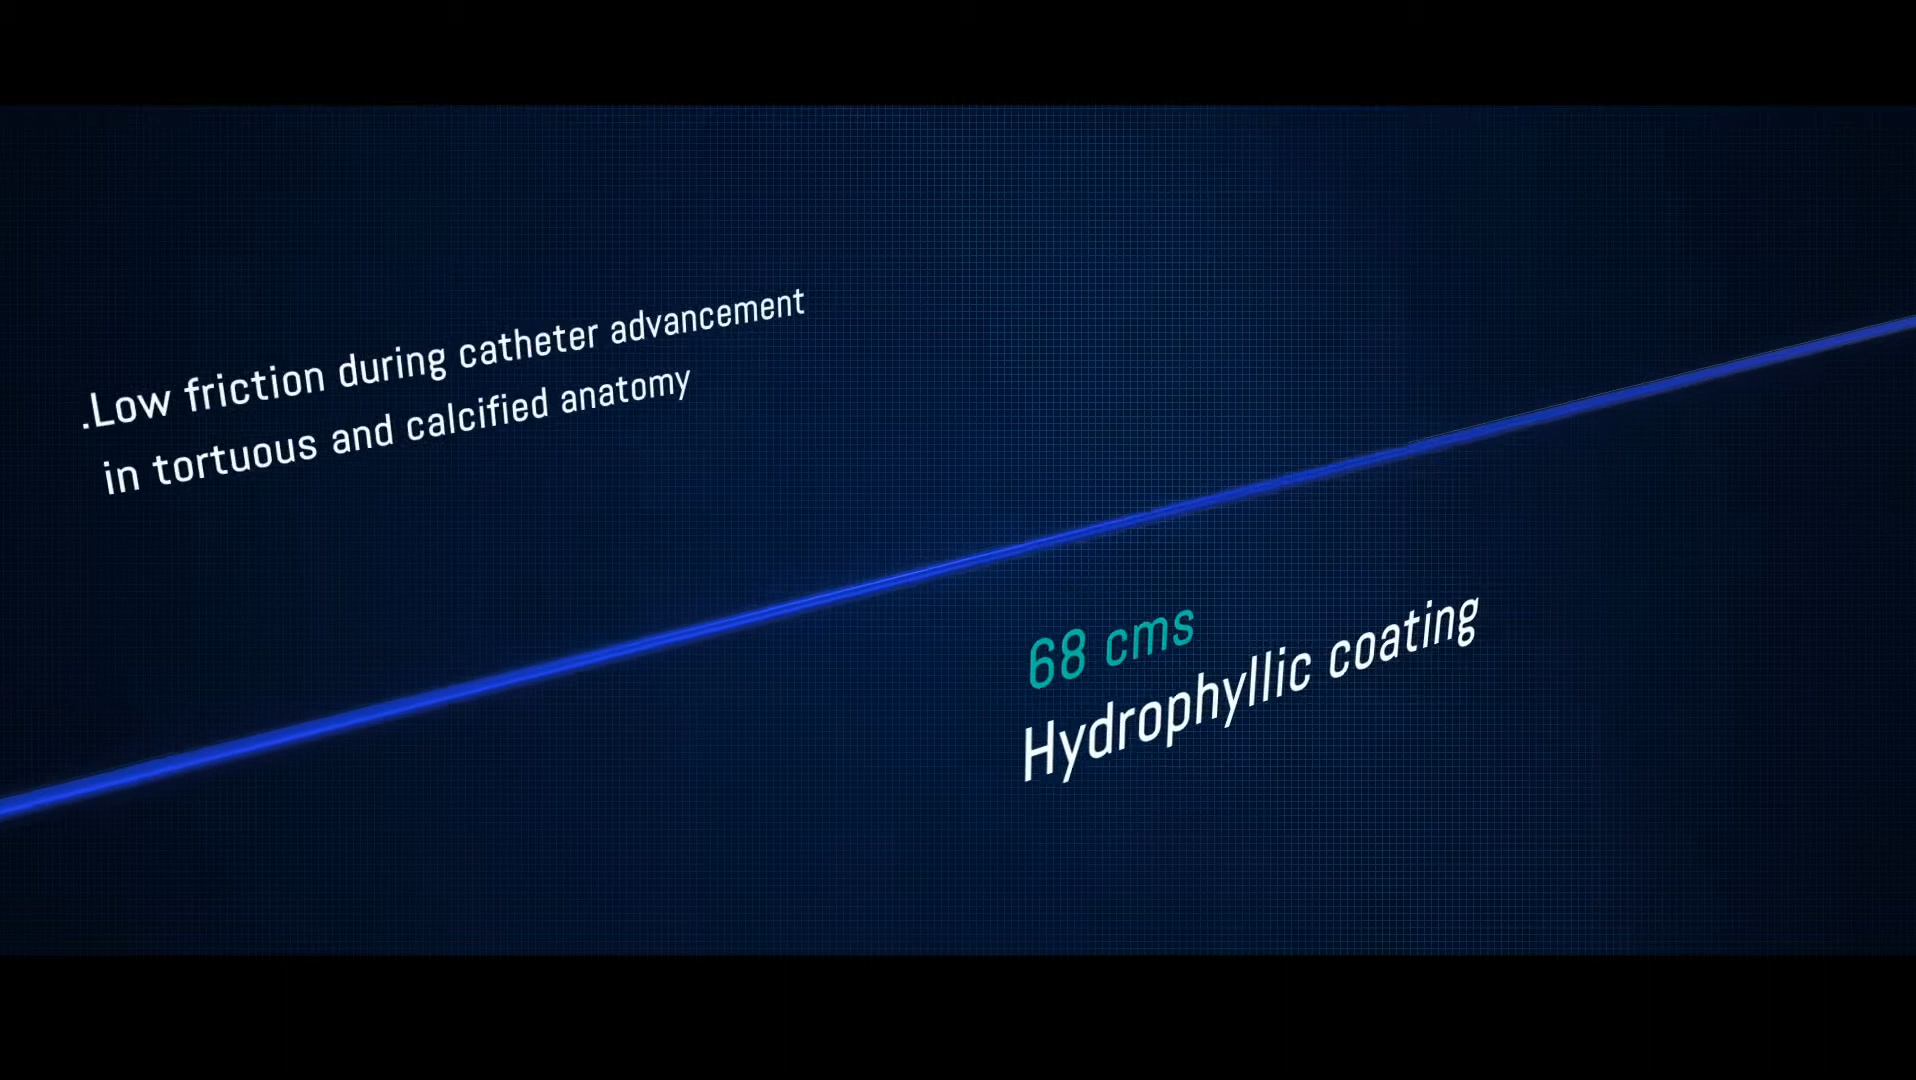 .Low friction during catheter advancement
in tortuous and calcified anatomy
68 cms
Hydrophyllic coating